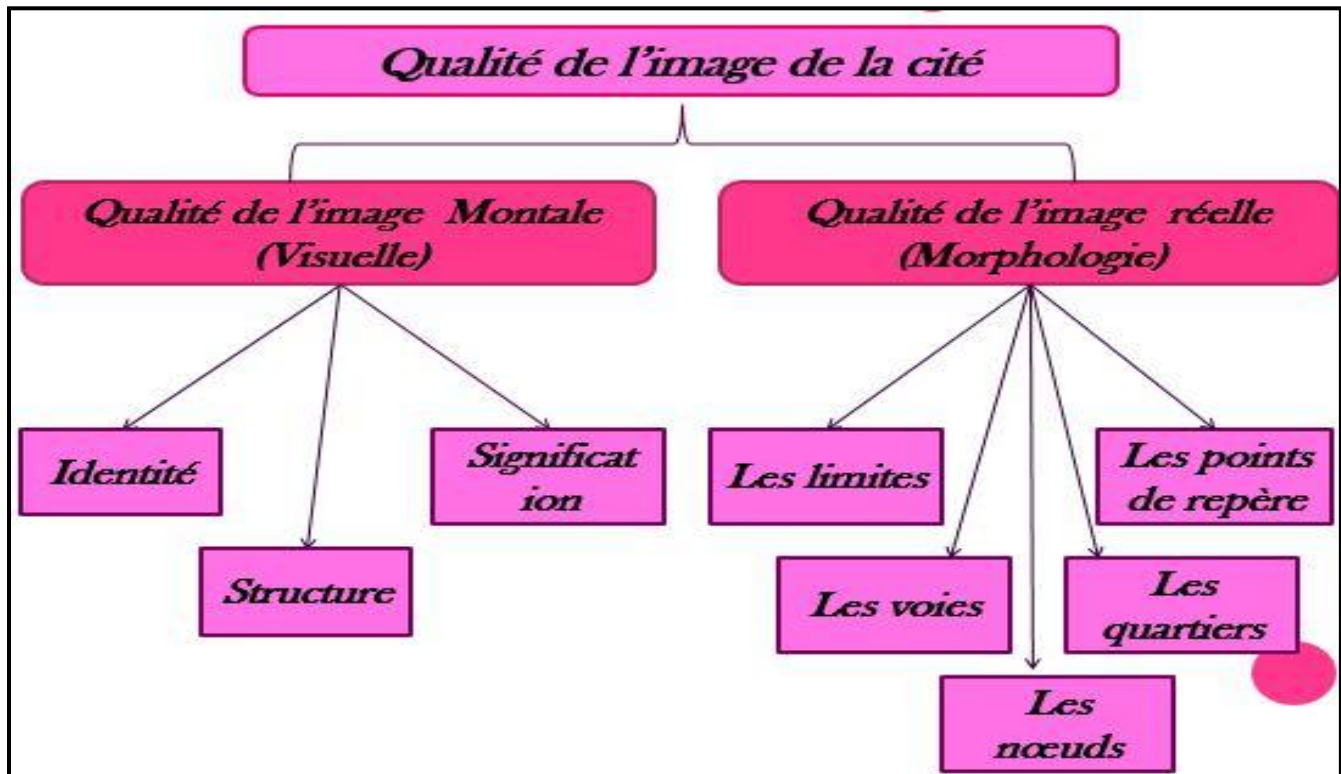 Qualité de l'image de la cité
Qualité de l'image Montale
(Visuelle)
Qualité de l'image réelle
(Morphologie)
Identité
Structure
Significat
ion
Les limites
Les voies
Les
nœuds
Les
quartiers
Les points
de repère